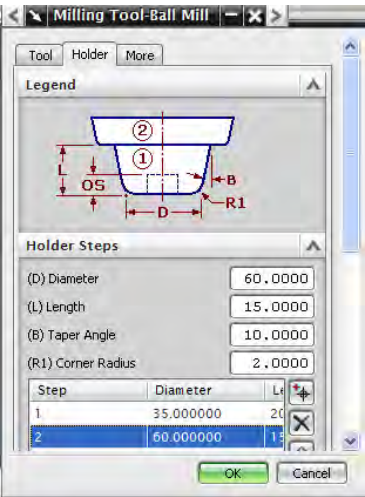 Milling Tool-Ball Mill
Tool Holder More
Legend
2
1
L
OS
B
D
R1
Holder Steps
(D) Diameter 60.0000
(L) Length 15.0000
(B) Taper Angle 10.0000
(R1) Corner Radius 2.0000
Step Diameter
1 35.000000 20
2 60.000000
OK Cancel